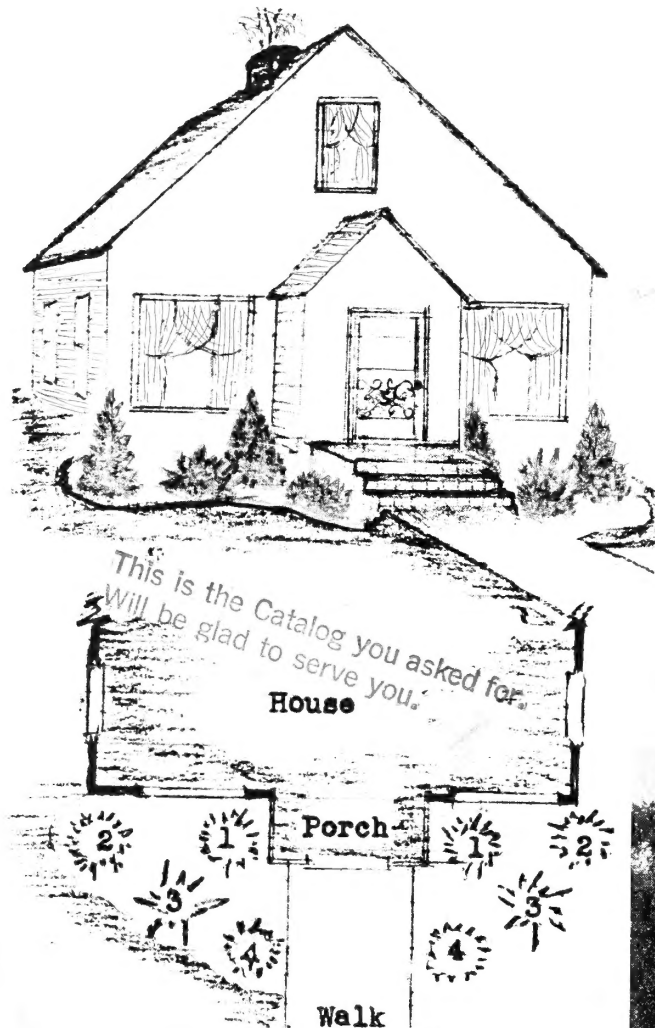 This is the Catalog you asked for.
Will be glad to serve you.
House
Porch
2 1 1 2
3 3
4 4
Walk